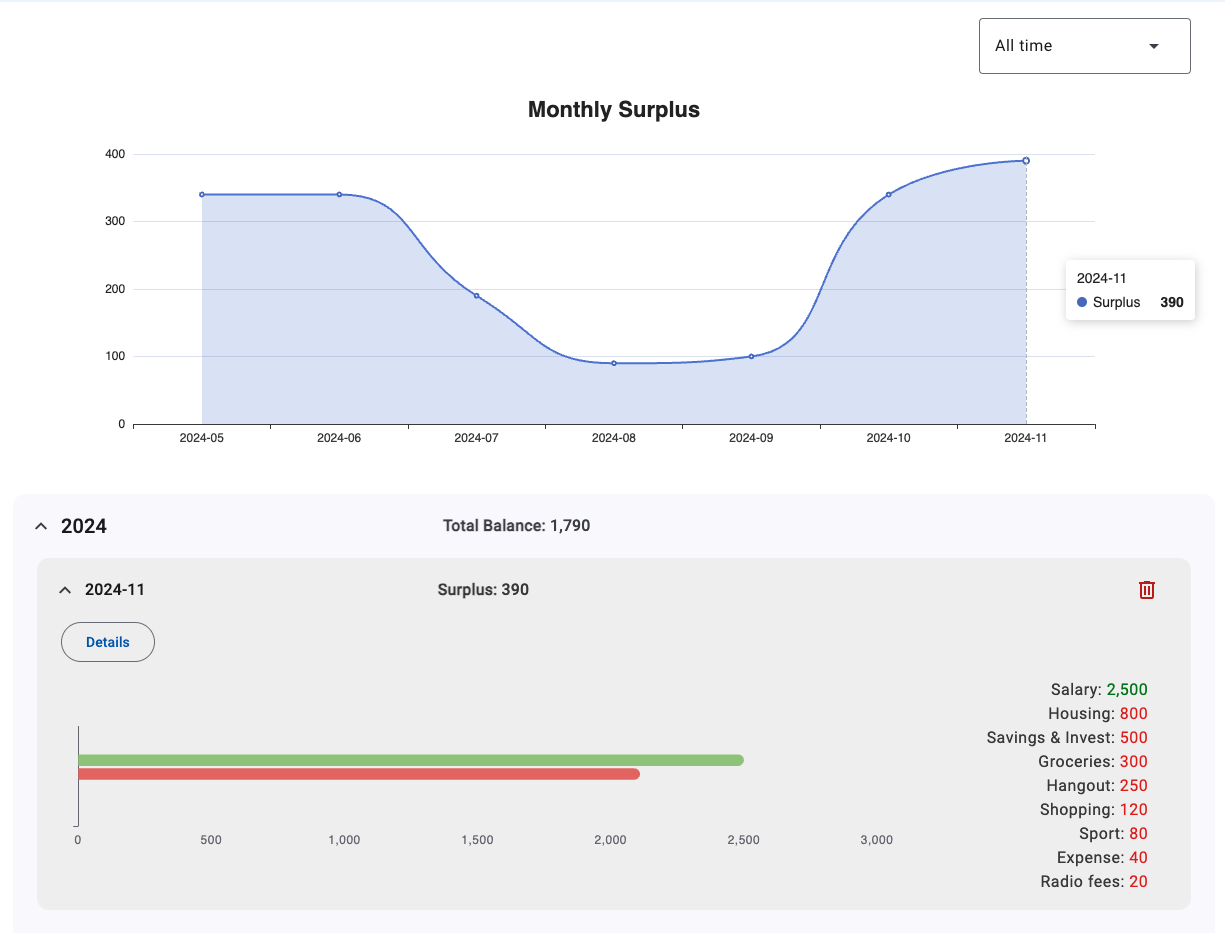 All time
Monthly Surplus
400
300
200
100
0
2024-05 2024-06 2024-07 2024-08 2024-09 2024-10 2024-11
2024-11
Surplus 390
2024 Total Balance: 1,790
2024-11 Surplus: 390
Details
Salary: 2,500
Housing: 800
Savings & Invest: 500
Groceries: 300
Hangout: 250
Shopping: 120
Sport: 80
Expense: 40
Radio fees: 20
0 500 1,000 1,500 2,000 2,500 3,000